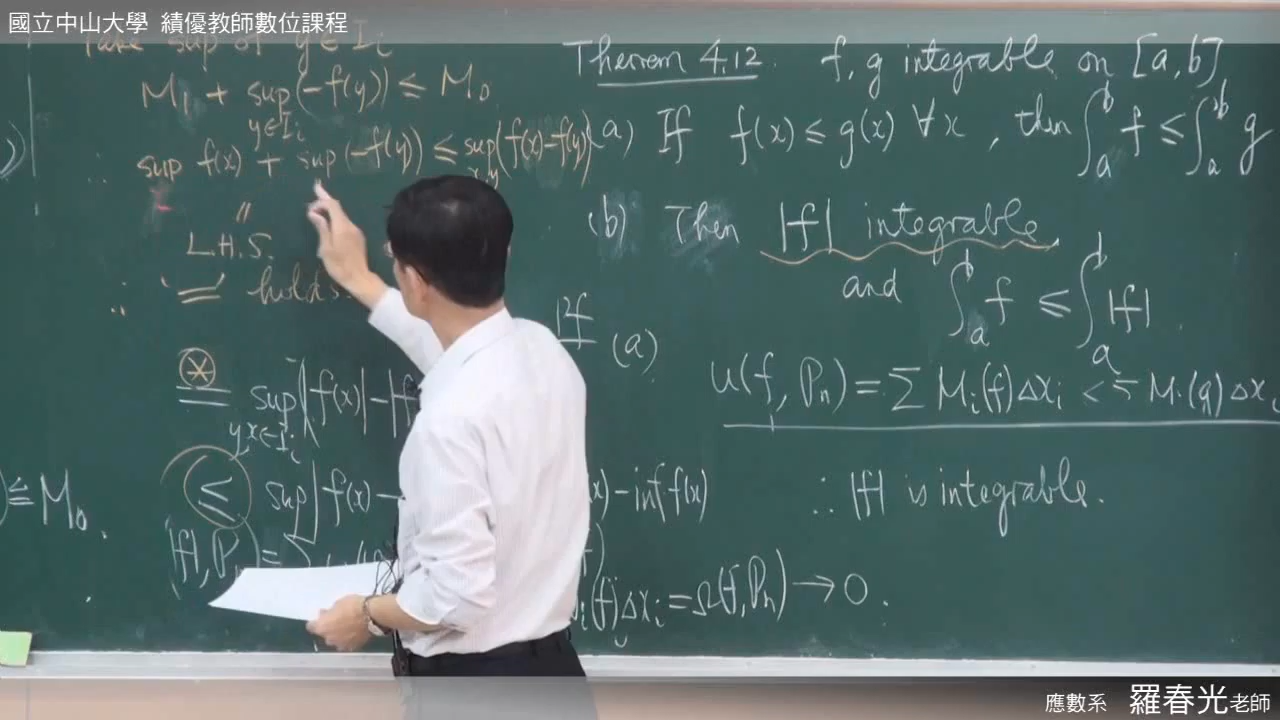 國立中山大學 績優教師數位課程
Take sup of y∈I_i
M_1 + sup(-f(y)) ≤ M_0
y∈I_i
∴ sup f(x) + sup(-f(y)) ≤ sup(f(x)-f(y))
x,y
"
L.H.S.
∴ '=' holds.
⊛ sup||f(x)|-|f
y,x∈I_i
≤ sup|f(x)-
|f|,P_n)=Σ
)≤M_0.
Theorem 4.12. f, g integrable on [a,b],
(a) If f(x)≤g(x) ∀x, then ∫_a^b f ≤ ∫_a^b g
(b) Then |f| integrable
and ∫_a^b f ≤ ∫_a^b |f|.
pf (a)
U(f,P_n)=Σ M_i(f)Δx_i ≤ Σ M_i(g)Δx_i
x)-inf f(x)
∴ |f| is integrable.
f)
_i(f)Δx_i = Ω(f,P_n) → 0.
應數系 羅春光老師